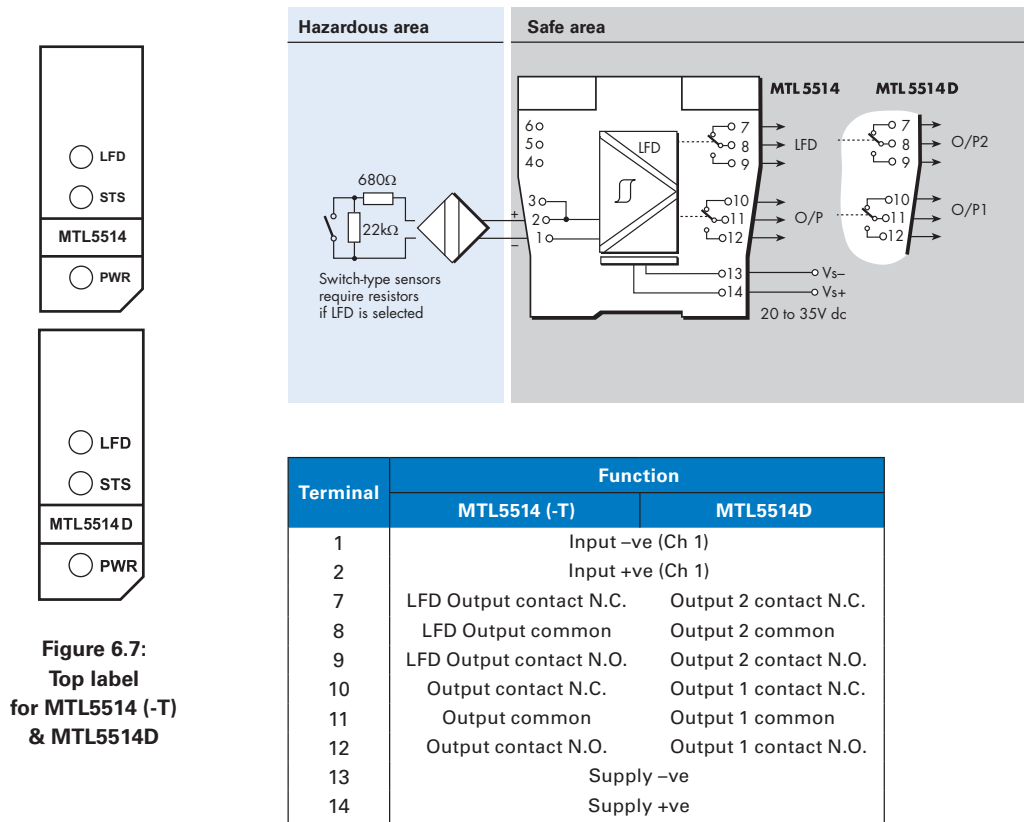 LFD
STS
MTL5514
PWR
LFD
STS
MTL5514D
PWR
Figure 6.7:
Top label
for MTL5514 (-T)
& MTL5514D
Hazardous area
Safe area
680Ω
22kΩ
Switch-type sensors
require resistors
if LFD is selected
+
–
6
5
4
3
2
1
LFD
MTL5514
MTL5514D
7
8
9
LFD
10
11
12
O/P
13
Vs–
14
Vs+
20 to 35V dc
7
8
9
O/P2
10
11
12
O/P1
Terminal Function
MTL5514 (-T) MTL5514D
1 Input –ve (Ch 1)
2 Input +ve (Ch 1)
7 LFD Output contact N.C. Output 2 contact N.C.
8 LFD Output common Output 2 common
9 LFD Output contact N.O. Output 2 contact N.O.
10 Output contact N.C. Output 1 contact N.C.
11 Output common Output 1 common
12 Output contact N.O. Output 1 contact N.O.
13 Supply –ve
14 Supply +ve